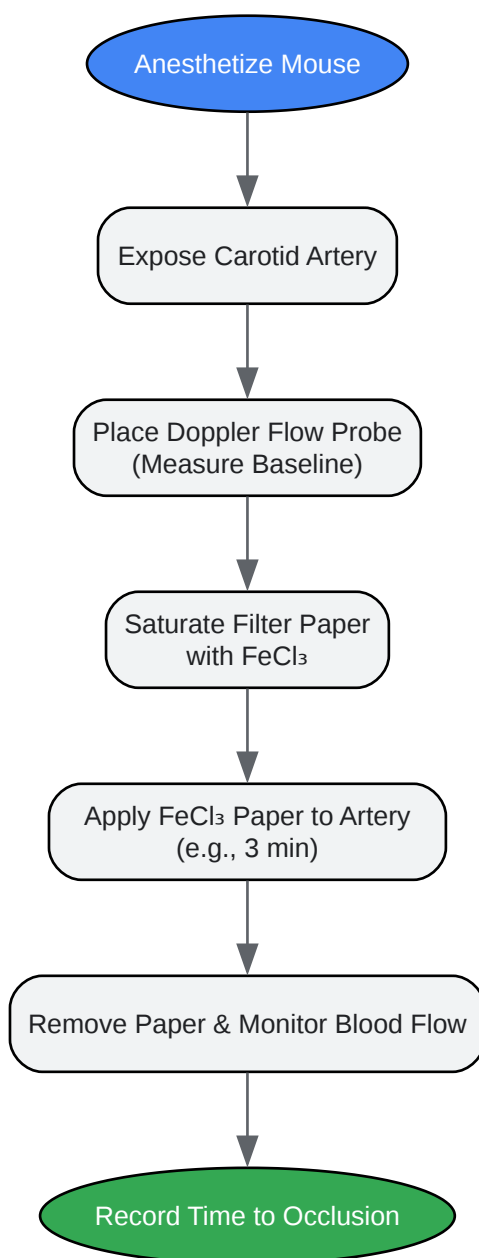 Anesthetize Mouse
Expose Carotid Artery
Place Doppler Flow Probe
(Measure Baseline)
Saturate Filter Paper
with FeCl₃
Apply FeCl₃ Paper to Artery
(e.g., 3 min)
Remove Paper & Monitor Blood Flow
Record Time to Occlusion